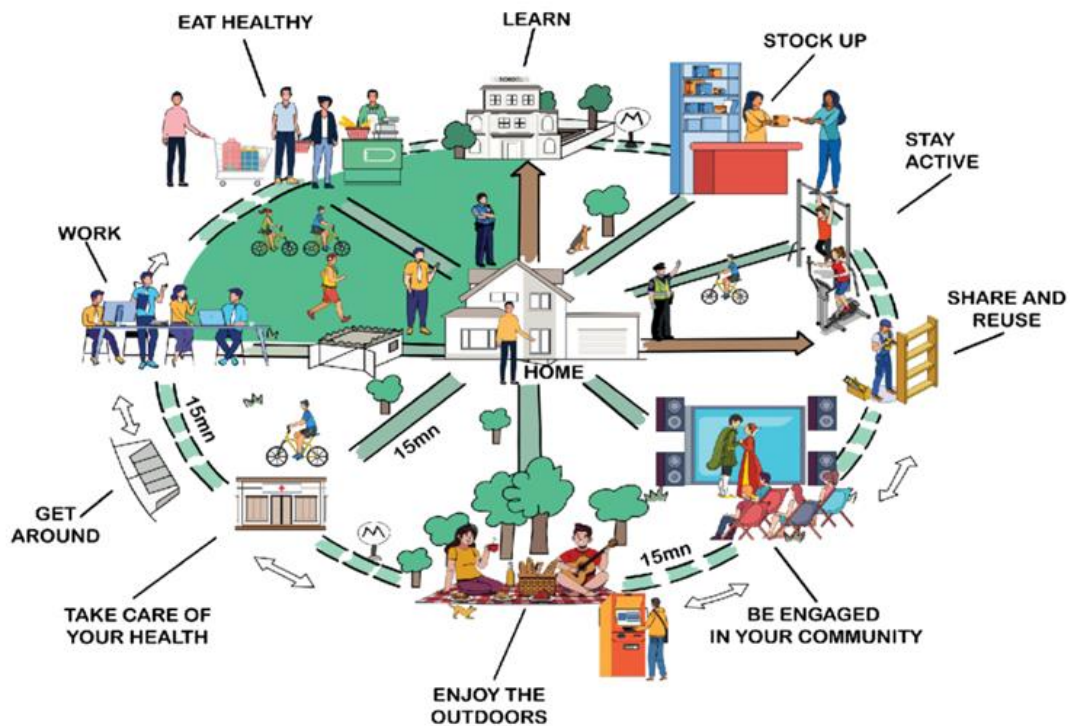 EAT HEALTHY
LEARN
STOCK UP
SCHOOL
M
STAY
ACTIVE
WORK
SHARE AND
REUSE
HOME
15mn
15mn
GET
AROUND
M
15mn
TAKE CARE OF
YOUR HEALTH
BE ENGAGED
IN YOUR COMMUNITY
ENJOY THE
OUTDOORS